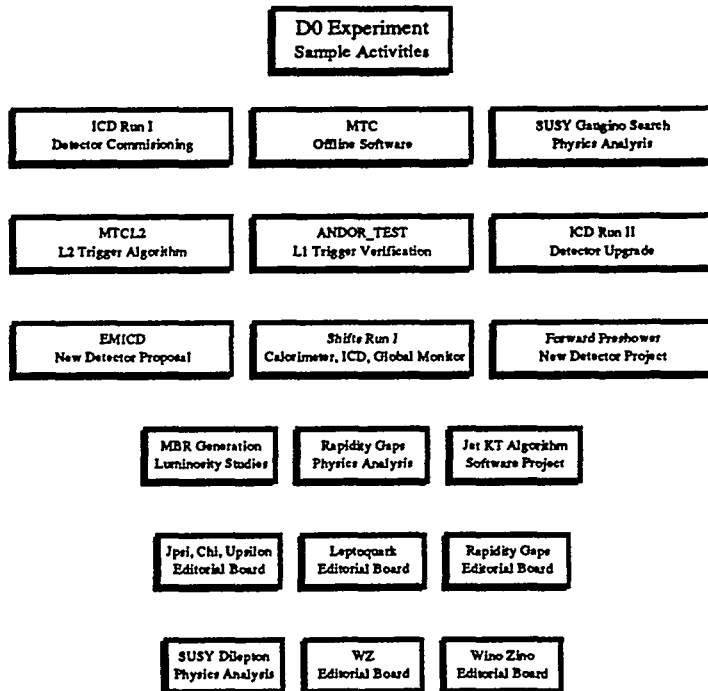 D0 Experiment
Sample Activities
ICD Run I
Detector Commisioning
MTC
Offline Software
SUSY Gaugino Search
Physics Analysis
MTCL2
L2 Trigger Algorithm
ANDOR_TEST
L1 Trigger Verification
ICD Run II
Detector Upgrade
EMICD
New Detector Proposal
Shifts Run I
Calorimeter, ICD, Global Monitor
Forward Preshower
New Detector Project
MBR Generation
Luminosity Studies
Rapidity Gaps
Physics Analysis
Jet KT Algorithm
Software Project
Jpsi, Chi, Upsilon
Editorial Board
Leptoquark
Editorial Board
Rapidity Gaps
Editorial Board
SUSY Dilepton
Physics Analysis
WZ
Editorial Board
Wino Zino
Editorial Board